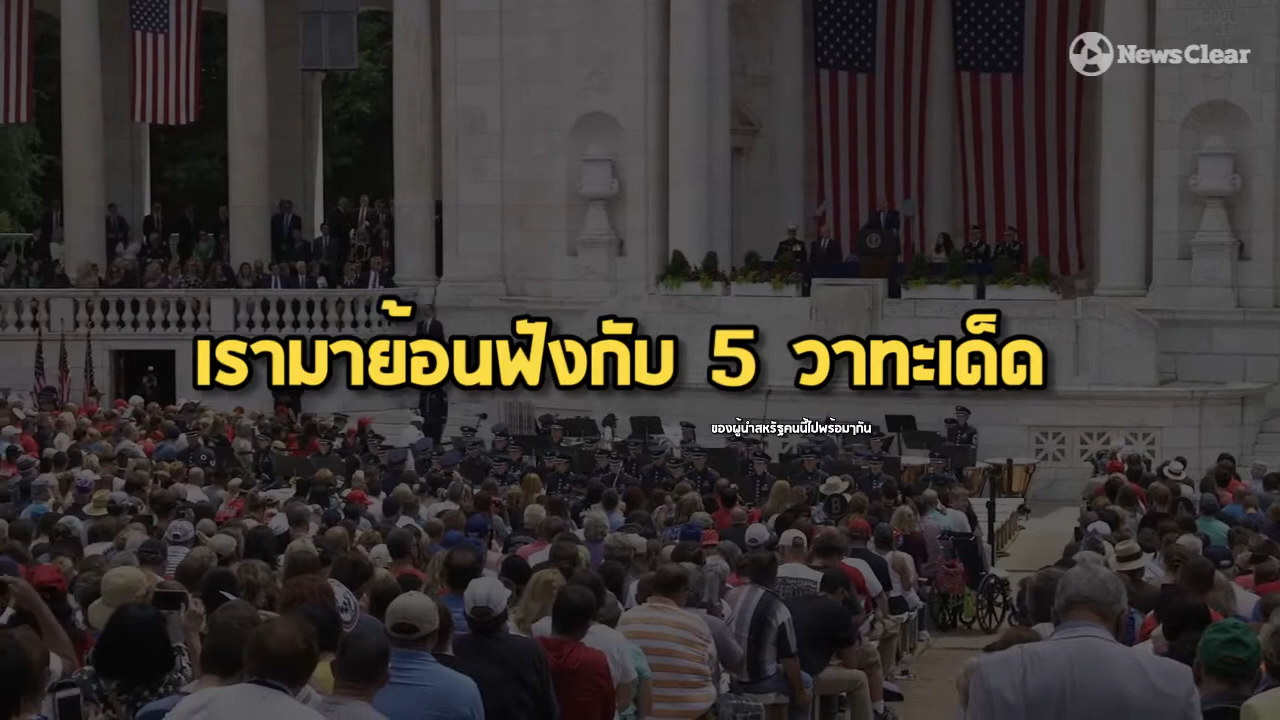 NewsClear
เรามาย้อนฟังกับ 5 วาทะเด็ด
ของผู้นำสหรัฐคนนี้ไปพร้อมๆกัน